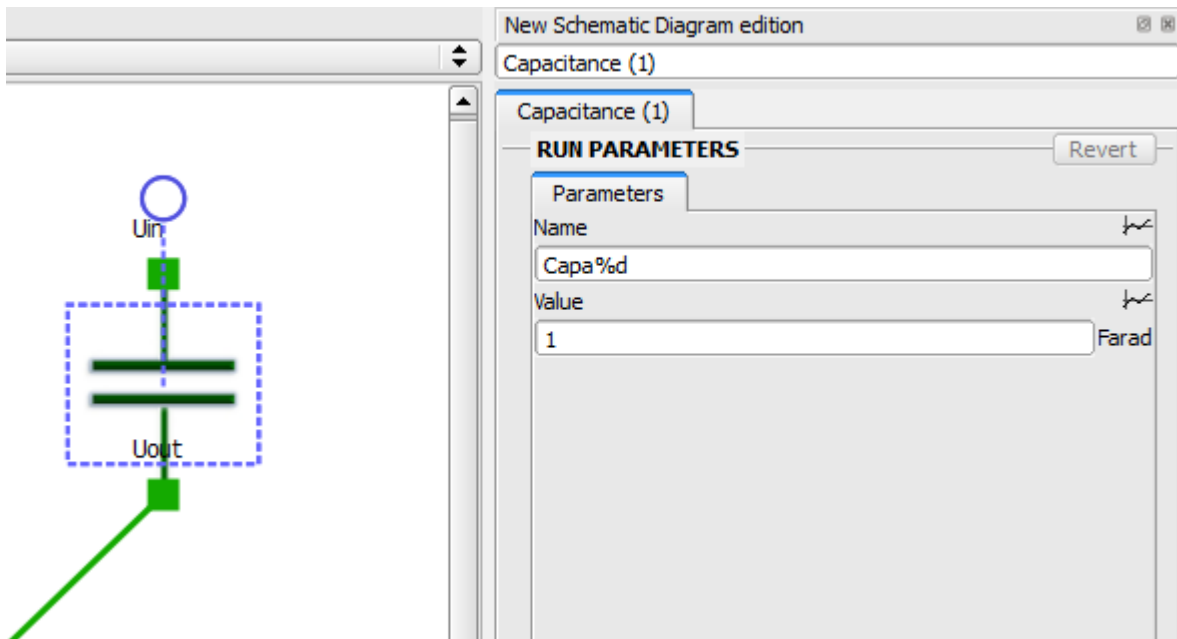 New Schematic Diagram edition
Capacitance (1)
Capacitance (1)
RUN PARAMETERS
Revert
Parameters
Name
Capa%d
Value
1 Farad
Uin
Uout